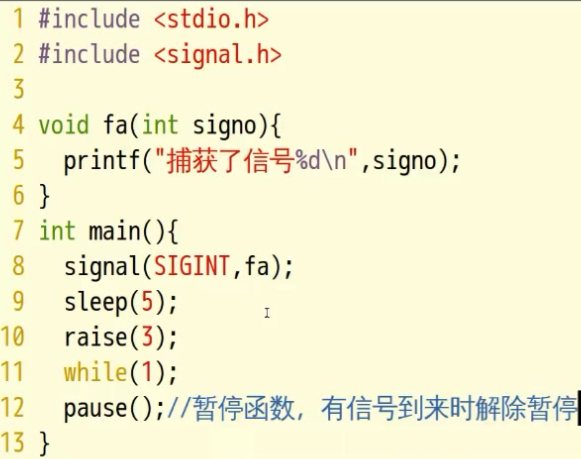 1 #include <stdio.h>
2 #include <signal.h>
3
4 void fa(int signo){
5   printf("捕获了信号%d\n",signo);
6 }
7 int main(){
8   signal(SIGINT,fa);
9   sleep(5);
10   raise(3);
11   while(1);
12   pause();//暂停函数，有信号到来时解除暂停
13 }